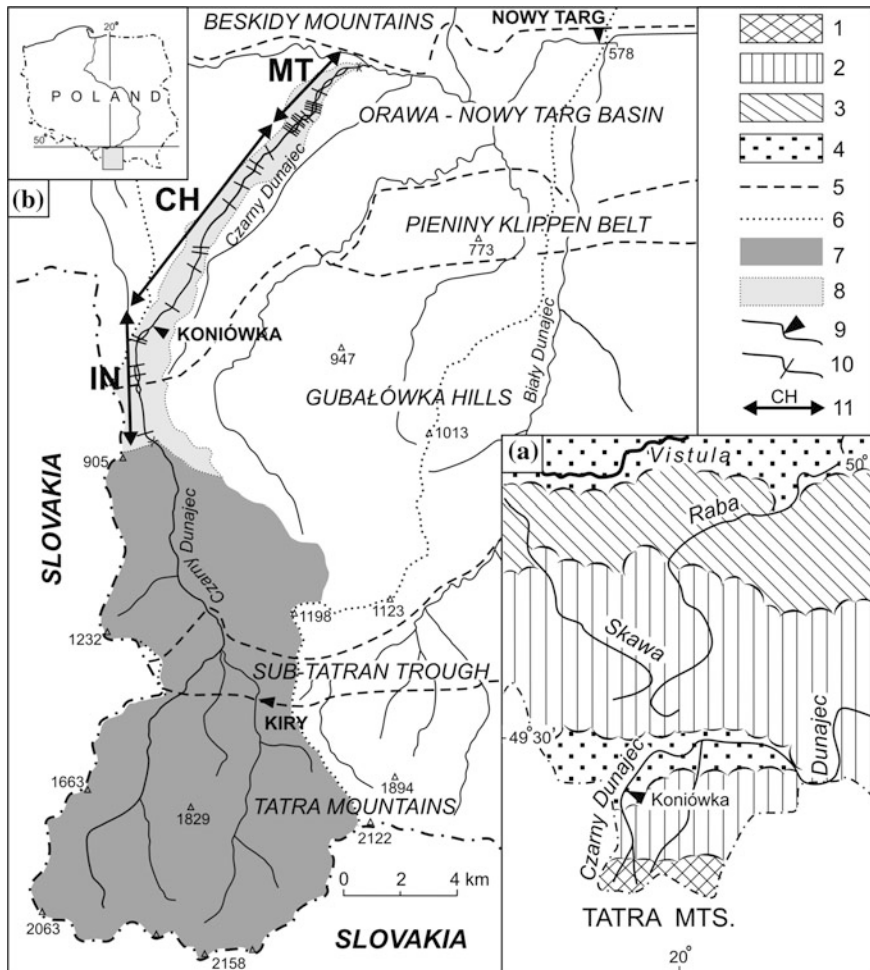 20°
POLAND
50°
(b)
BESKIDY MOUNTAINS
NOWY TARG
578
MT
ORAWA - NOWY TARG BASIN
CH
Czarny Dunajec
PIENINY KLIPPEN BELT
773
KONIÓWKA
947
IN
GUBAŁÓWKA HILLS
Biały Dunajec
1013
905
SLOVAKIA
Czarny Dunajec
1198
1123
1232
SUB-TATRAN TROUGH
KIRY
1663
1829
1894
TATRA MOUNTAINS
2122
0 2 4 km
2063
2158
SLOVAKIA
1
2
3
4
5
6
7
8
9
10
CH
11
(a)
Vistula
50°
Raba
Skawa
49°30'
Dunajec
Czarny Dunajec
Koniówka
TATRA MTS.
20°